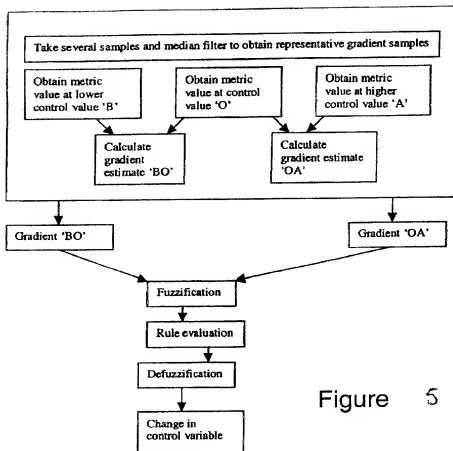 Take several samples and median filter to obtain representative gradient samples
Obtain metric
value at lower
control value 'B'
Obtain metric
value at control
value 'O'
Obtain metric
value at higher
control value 'A'
Calculate
gradient
estimate 'BO'
Calculate
gradient estimate
'OA'
Gradient 'BO'
Gradient 'OA'
Fuzzification
Rule evaluation
Defuzzification
Change in
control variable
Figure 5